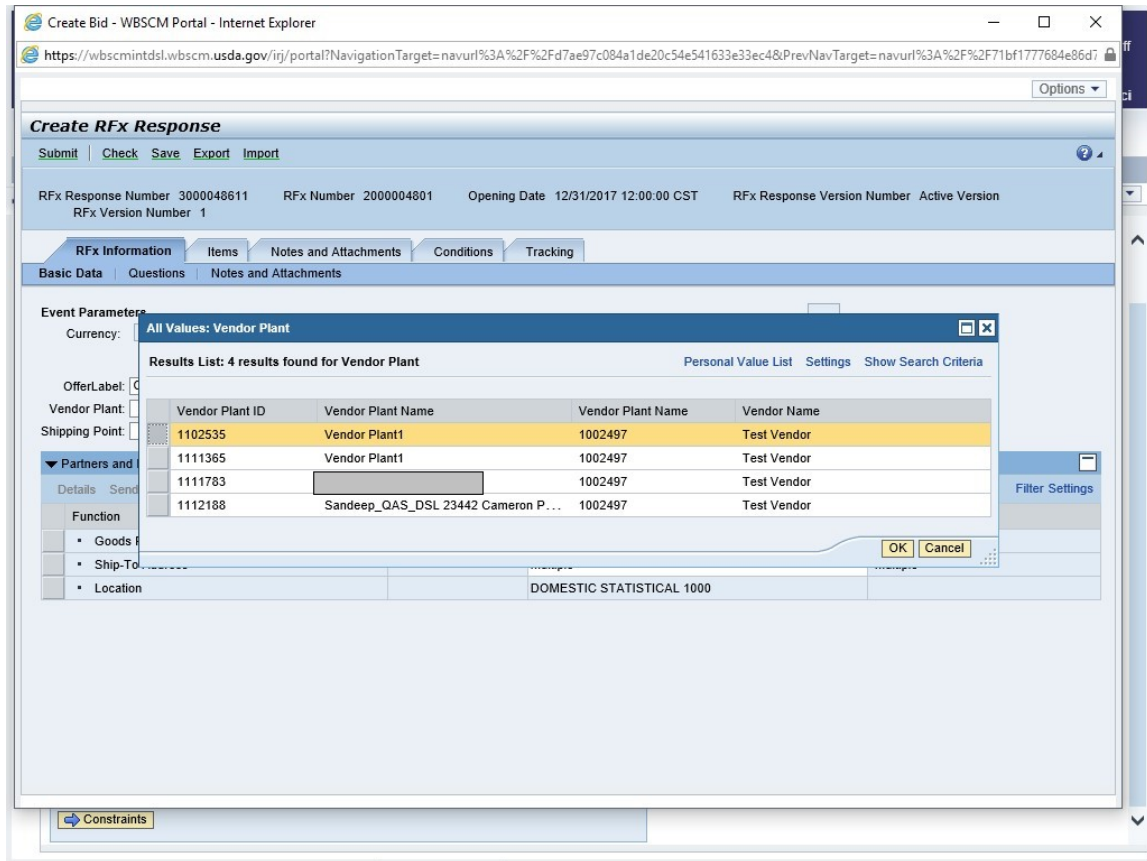 Create Bid - WBSCM Portal - Internet Explorer
https://wbscmintdsl.wbscm.usda.gov/irj/portal?NavigationTarget=navurl%3A%2F%2Fd7ae97c084a1de20c54e541633e33ec4&PrevNavTarget=navurl%3A%2F%2F71bf1777684e86d7
Options
Create RFx Response
Submit Check Save Export Import
RFx Response Number 3000048611 RFx Number 2000004801 Opening Date 12/31/2017 12:00:00 CST RFx Response Version Number Active Version
RFx Version Number 1
RFx Information Items Notes and Attachments Conditions Tracking
Basic Data Questions Notes and Attachments
Event Parameters
Currency:
OfferLabel:
Vendor Plant:
Shipping Point:
All Values: Vendor Plant
Results List: 4 results found for Vendor Plant Personal Value List Settings Show Search Criteria
Vendor Plant ID Vendor Plant Name Vendor Plant Name Vendor Name
1102535 Vendor Plant1 1002497 Test Vendor
1111365 Vendor Plant1 1002497 Test Vendor
1111783 1002497 Test Vendor
1112188 Sandeep_QAS_DSL 23442 Cameron P... 1002497 Test Vendor
OK Cancel
Partners and
Details Send Filter Settings
Function
Goods
Ship-To
Location DOMESTIC STATISTICAL 1000
Constraints